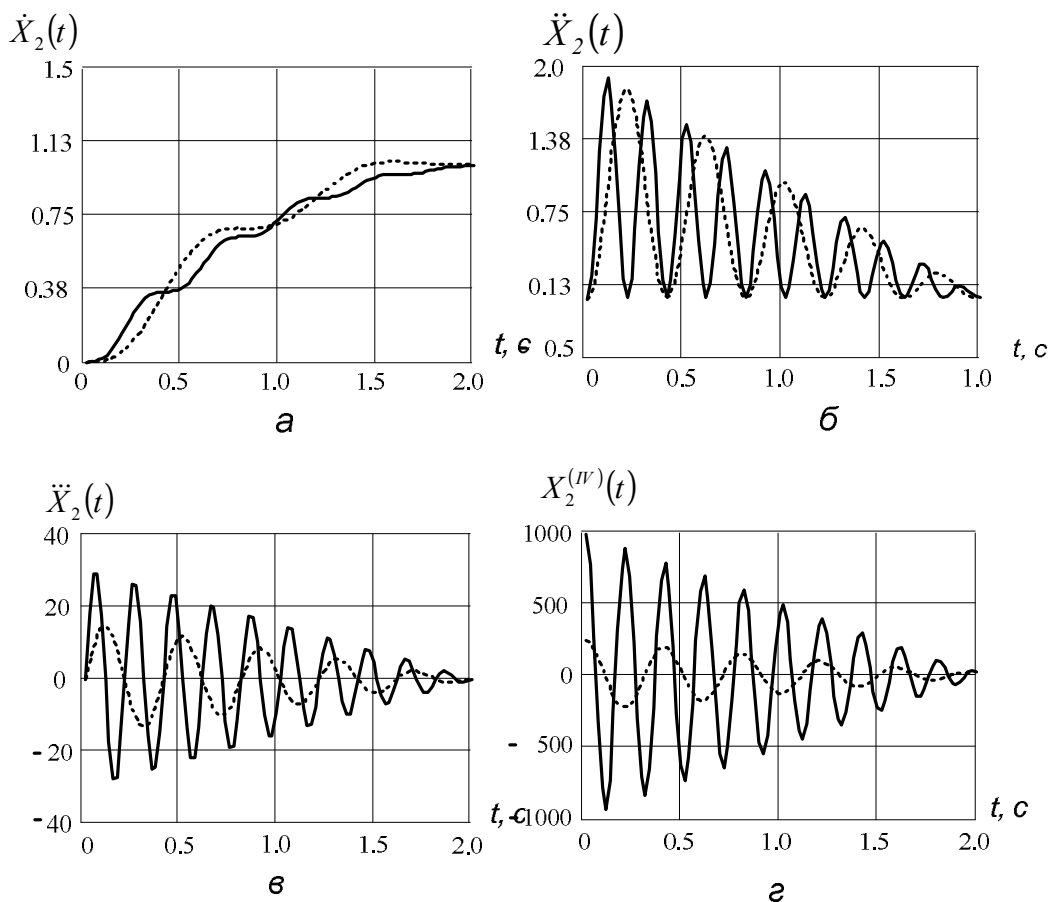 Ẋ₂(t)
1.5
1.13
0.75
0.38
0
0 0.5 1.0 1.5 2.0
t, c
а
Ẍ₂(t)
2.0
1.38
0.75
0.13
-0.5
0 0.5 1.0 1.5 1.0
t, c
б
X⃛₂(t)
40
20
0
-20
-40
0 0.5 1.0 1.5 2.0
t, c
в
X₂^(IV)(t)
1000
500
0
-500
-1000
0 0.5 1.0 1.5 2.0
t, c
г